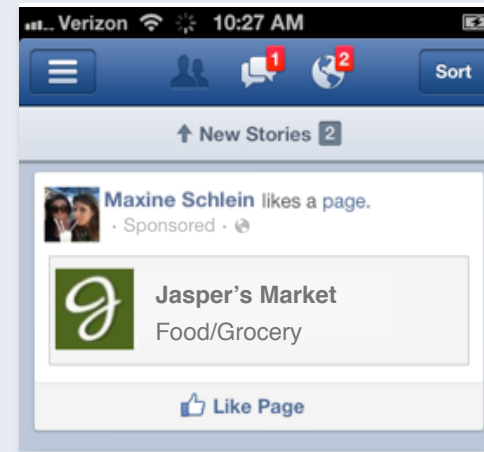 Verizon 10:27 AM
1 2
Sort
New Stories 2
Maxine Schlein likes a page.
· Sponsored ·
Jasper's Market
Food/Grocery
Like Page